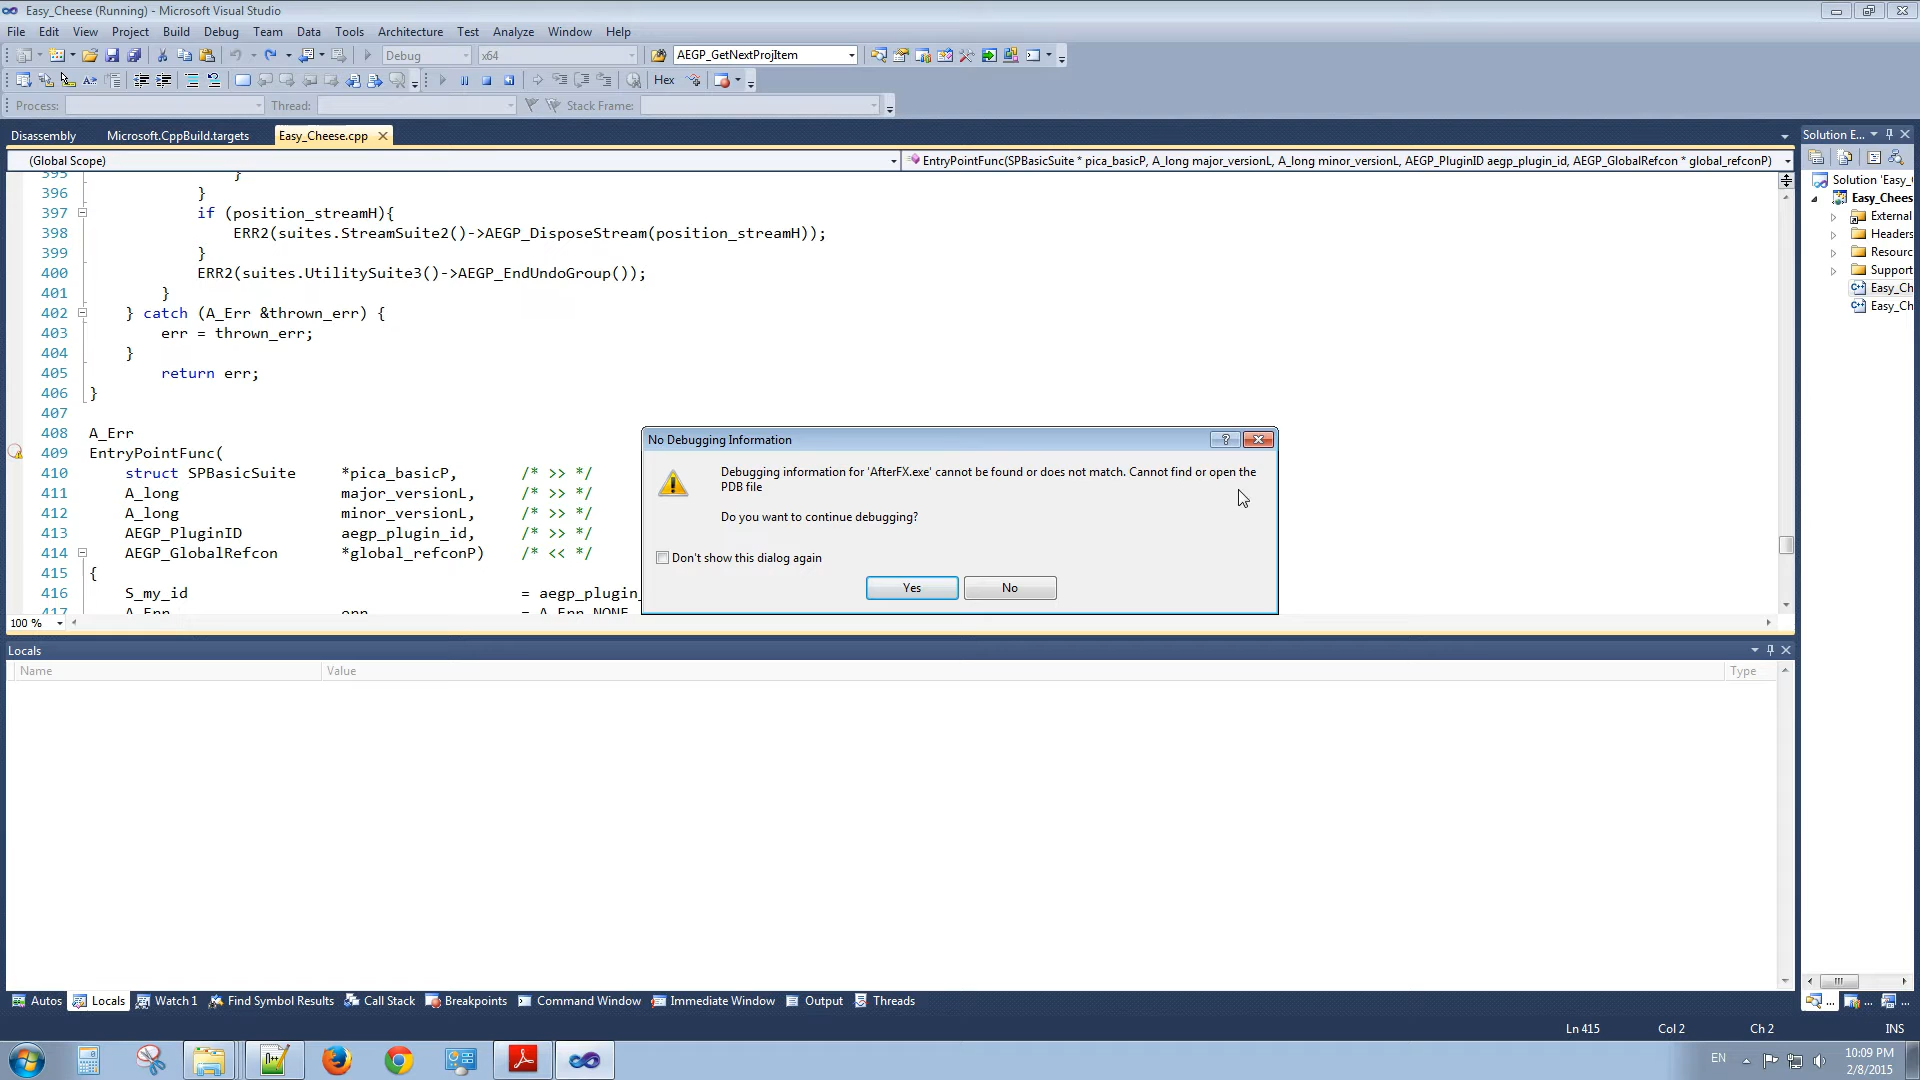 Easy_Cheese (Running) - Microsoft Visual Studio
File Edit View Project Build Debug Team Data Tools Architecture Test Analyze Window Help
Debug x64 AEGP_GetNextProjItem
Hex
Process: Thread: Stack Frame:
Disassembly Microsoft.CppBuild.targets Easy_Cheese.cpp Solution E...
(Global Scope) EntryPointFunc(SPBasicSuite * pica_basicP, A_long major_versionL, A_long minor_versionL, AEGP_PluginID aegp_plugin_id, AEGP_GlobalRefcon * global_refconP)
Solution 'Easy_
Easy_Chees
External
Headers
Resourc
Support
Easy_Ch
Easy_Ch
395 }
396 }
397 if (position_streamH){
398 ERR2(suites.StreamSuite2()->AEGP_DisposeStream(position_streamH));
399 }
400 ERR2(suites.UtilitySuite3()->AEGP_EndUndoGroup());
401 }
402 } catch (A_Err &thrown_err) {
403 err = thrown_err;
404 }
405 return err;
406 }
407
408 A_Err
409 EntryPointFunc(
410 struct SPBasicSuite *pica_basicP, /* >> */
411 A_long major_versionL, /* >> */
412 A_long minor_versionL, /* >> */
413 AEGP_PluginID aegp_plugin_id, /* >> */
414 AEGP_GlobalRefcon *global_refconP) /* << */
415 {
416 S_my_id = aegp_plugin_
417 A_Err err = A_Err_NONE
No Debugging Information
Debugging information for 'AfterFX.exe' cannot be found or does not match. Cannot find or open the
PDB file
Do you want to continue debugging?
Don't show this dialog again
Yes No
100 %
Locals
Name Value Type
Autos Locals Watch 1 Find Symbol Results Call Stack Breakpoints Command Window Immediate Window Output Threads ... ... ...
Ln 415 Col 2 Ch 2 INS
EN 10:09 PM
2/8/2015